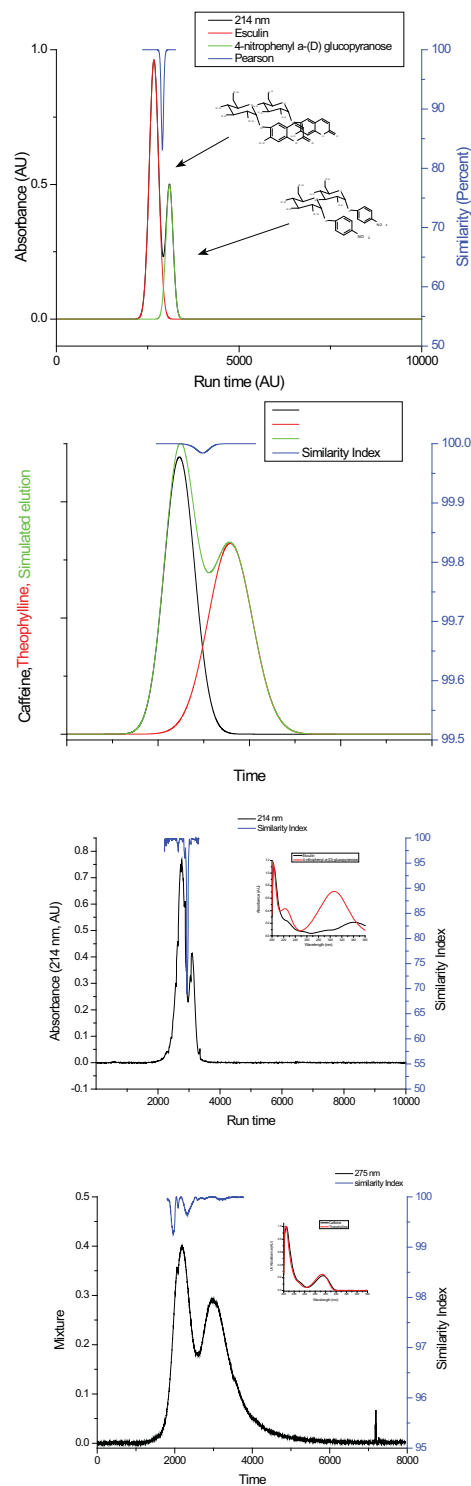 214 nm
Esculin
4-nitrophenyl a-(D) glucopyranose
Pearson
1.0
0.5
0.0
Absorbance (AU)
100
95
90
85
80
75
70
65
60
55
50
Similarity (Percent)
0
5000
10000
Run time (AU)
Similarity Index
Caffeine,Theophylline, Simulated elution
100.0
99.9
99.8
99.7
99.6
99.5
Time
214 nm
Similarity Index
0.8
0.7
0.6
0.5
0.4
0.3
0.2
0.1
0.0
-0.1
Absorbance (214 nm, AU)
Esculin
4-nitrophenyl a-(D)-glucopyranose
Wavelength (nm)
100
95
90
85
80
75
70
65
60
55
50
Similarity Index
2000
4000
6000
8000
10000
Run time
275 nm
similarity Index
0.5
0.4
0.3
0.2
0.1
0.0
Mixture
Caffeine
Theophylline
Wavelength (nm)
100
99
98
97
96
95
Similarity Index
0
2000
4000
6000
8000
Time